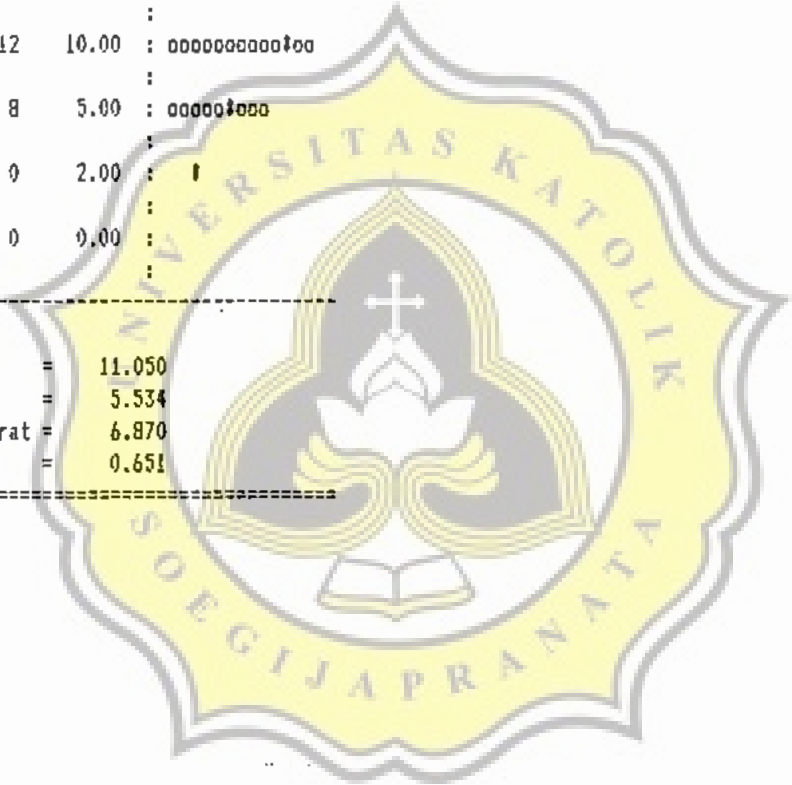 :
12 10.00 : oooooooooo*oo
:
8 5.00 : ooooo*ooo
:
0 2.00 : *
:
0 0.00 :
:
------------------------------------
= 11.050
= 5.534
rat = 6.870
= 0.651
====================================
UNIVERSITAS KATOLIK
SOEGIJAPRANATA